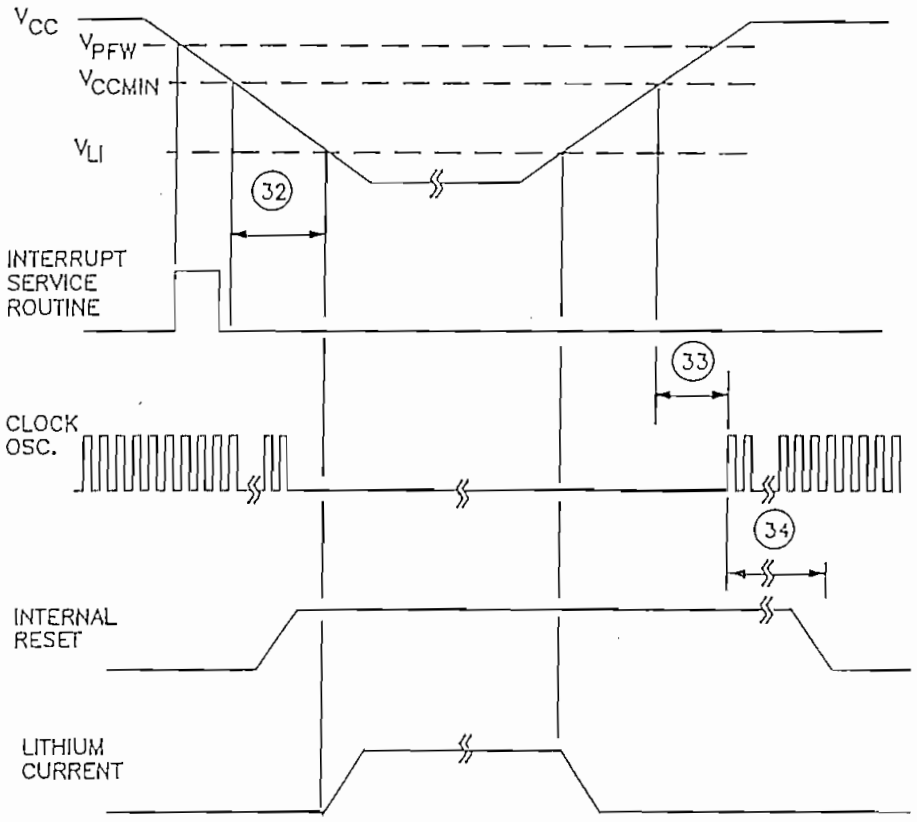 VCC
VPFW
VCCMIN
VLI
32
INTERRUPT
SERVICE
ROUTINE
33
CLOCK
OSC.
34
INTERNAL
RESET
LITHIUM
CURRENT